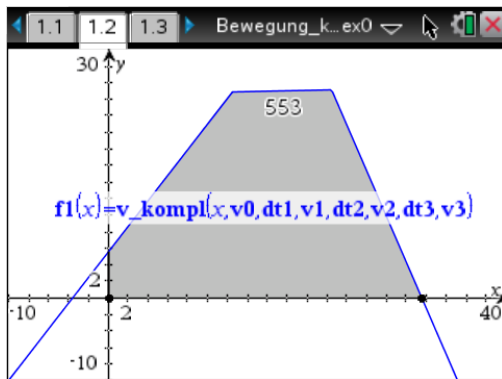 1.1 1.2 1.3 Bewegung_k...ex0
30 y
553
f1(x)=v_kompl(x,v0,dt1,v1,dt2,v2,dt3,v3)
2 x
-10 2 40
-10